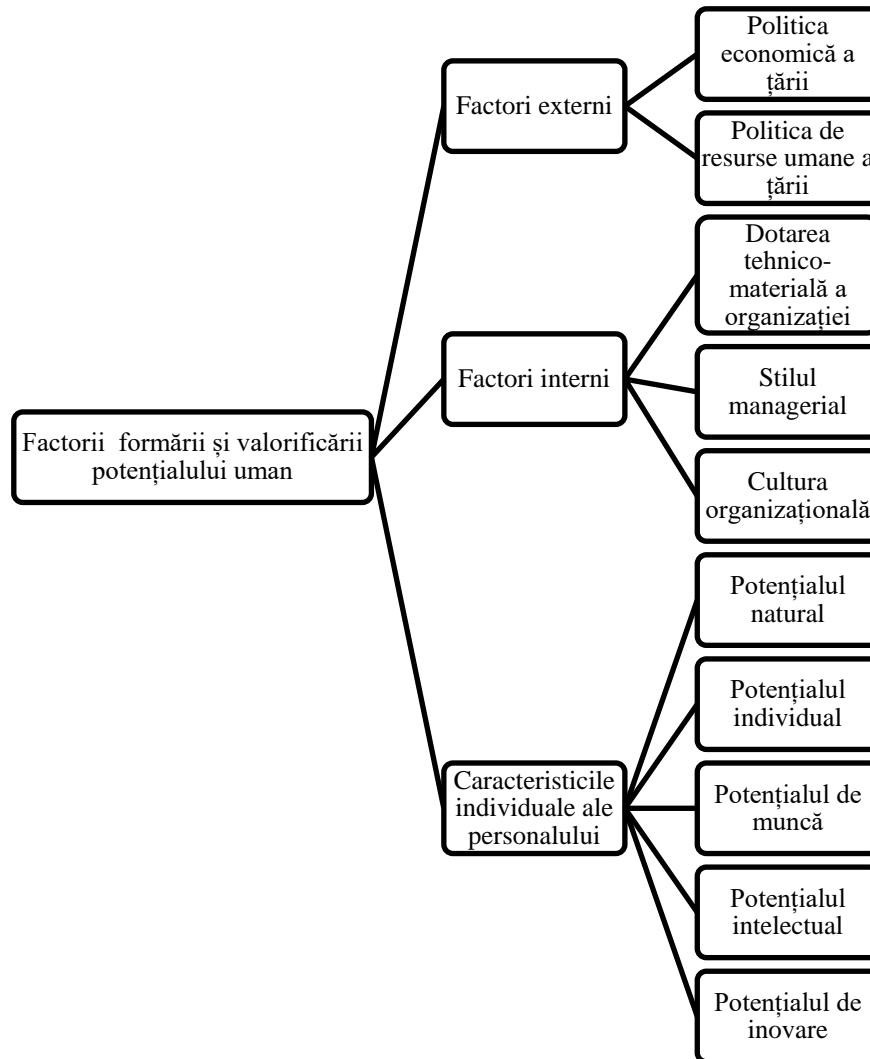 Factorii formării și valorificării
potențialului uman
Factori externi
Politica
economică a
țării
Politica de
resurse umane a
țării
Factori interni
Dotarea
tehnico-
materială a
organizației
Stilul
managerial
Cultura
organizațională
Caracteristicile
individuale ale
personalului
Potențialul
natural
Potențialul
individual
Potențialul de
muncă
Potențialul
intelectual
Potențialul de
inovare